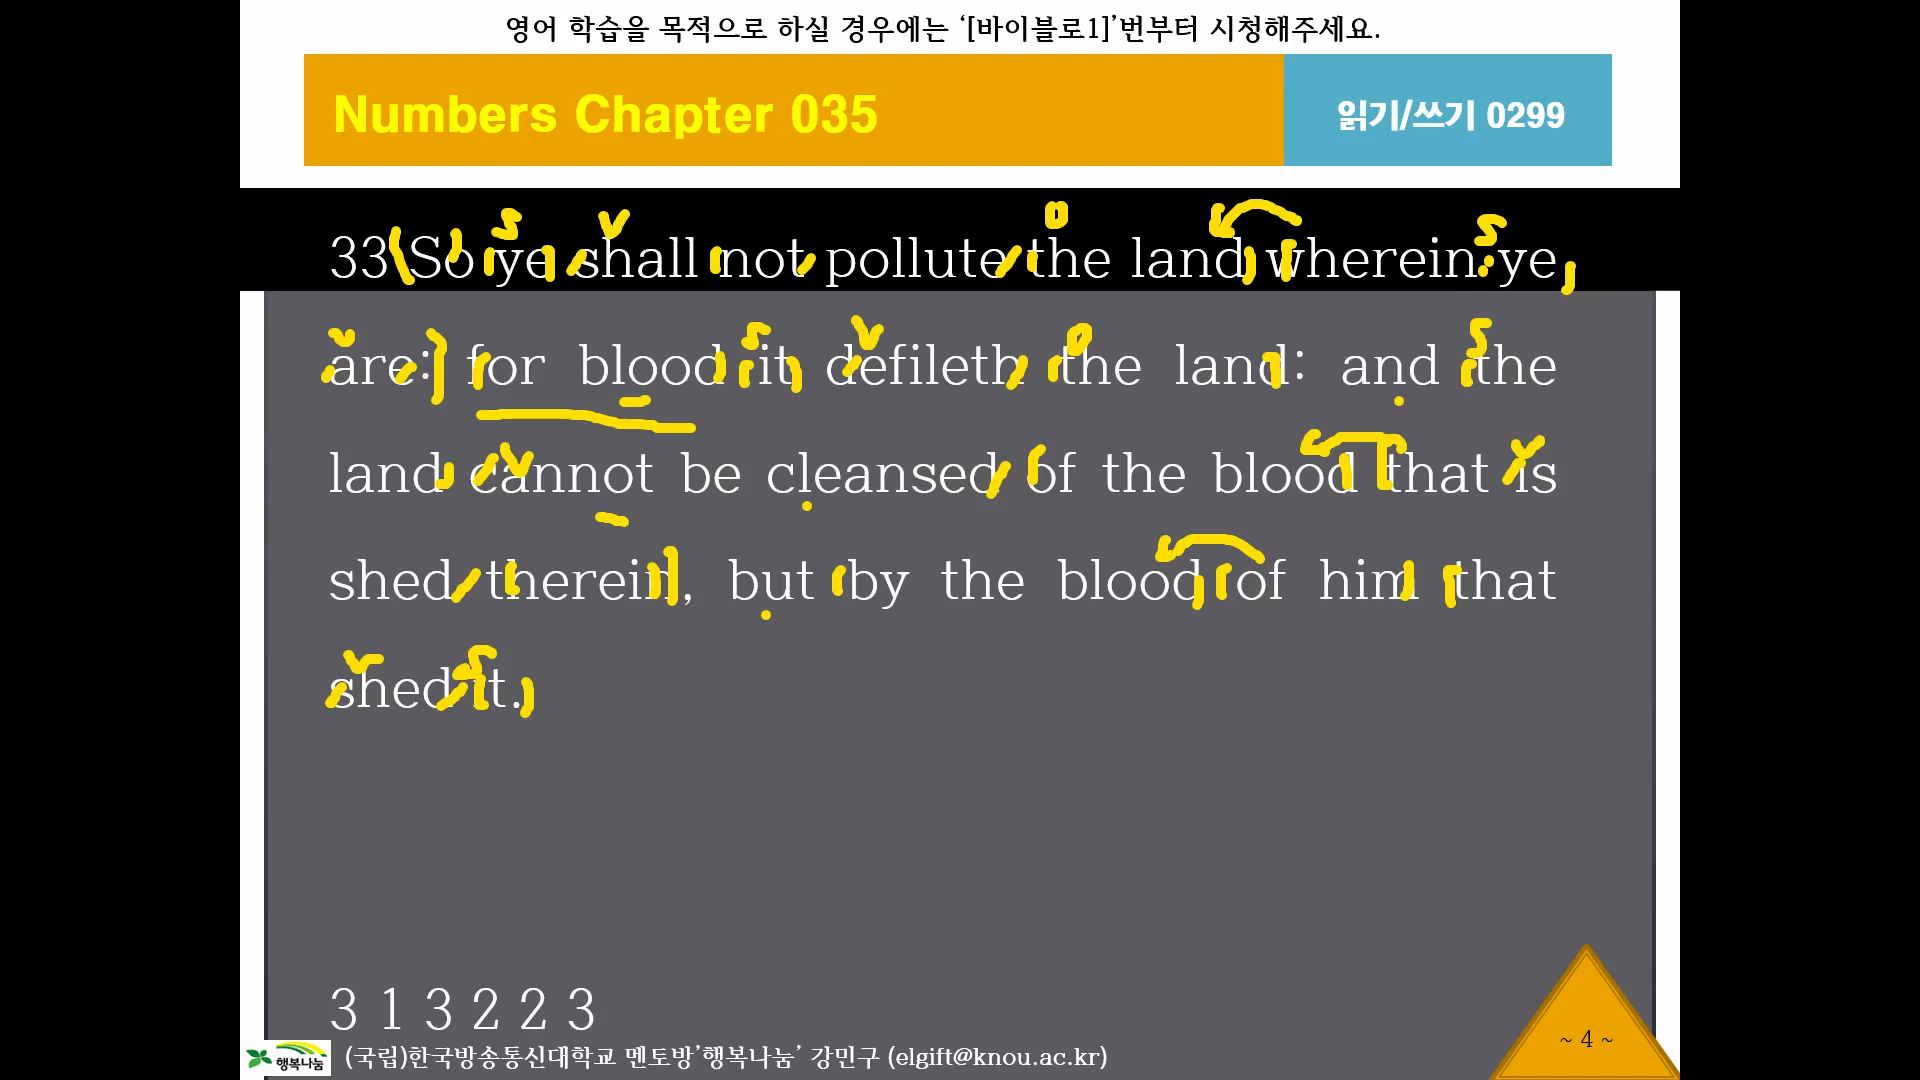 영어 학습을 목적으로 하실 경우에는 ‘[바이블로1]’번부터 시청해주세요.
Numbers Chapter 035
읽기/쓰기 0299
33 So ye shall not pollute the land wherein ye
are: for blood it defileth the land: and the
land cannot be cleansed of the blood that is
shed therein, but by the blood of him that
shed it.
3 1 3 2 2 3
행복나눔
(국립)한국방송통신대학교 멘토방’행복나눔’ 강민구 (elgift@knou.ac.kr)
~ 4 ~